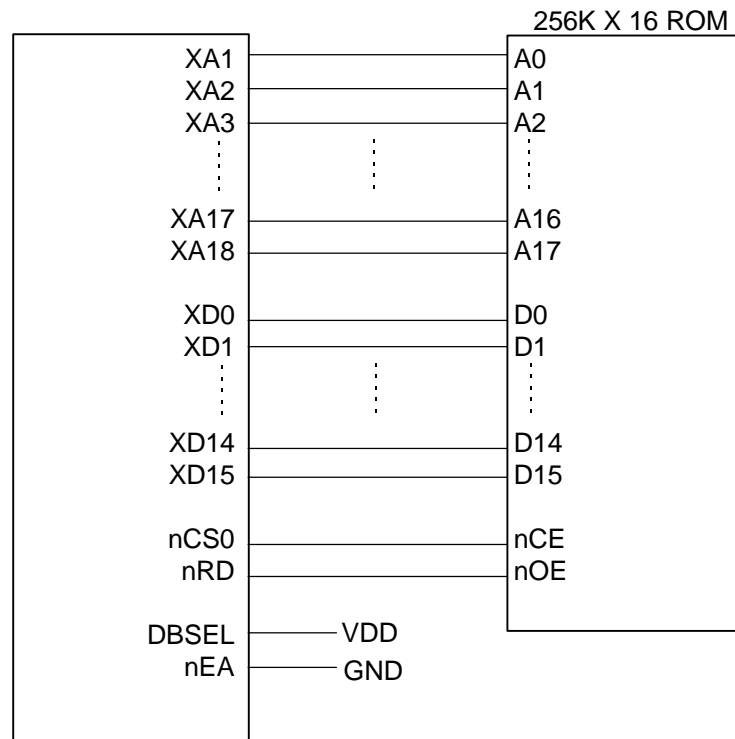 256K X 16 ROM
XA1 A0
XA2 A1
XA3 A2
XA17 A16
XA18 A17
XD0 D0
XD1 D1
XD14 D14
XD15 D15
nCS0 nCE
nRD nOE
DBSEL VDD
nEA GND